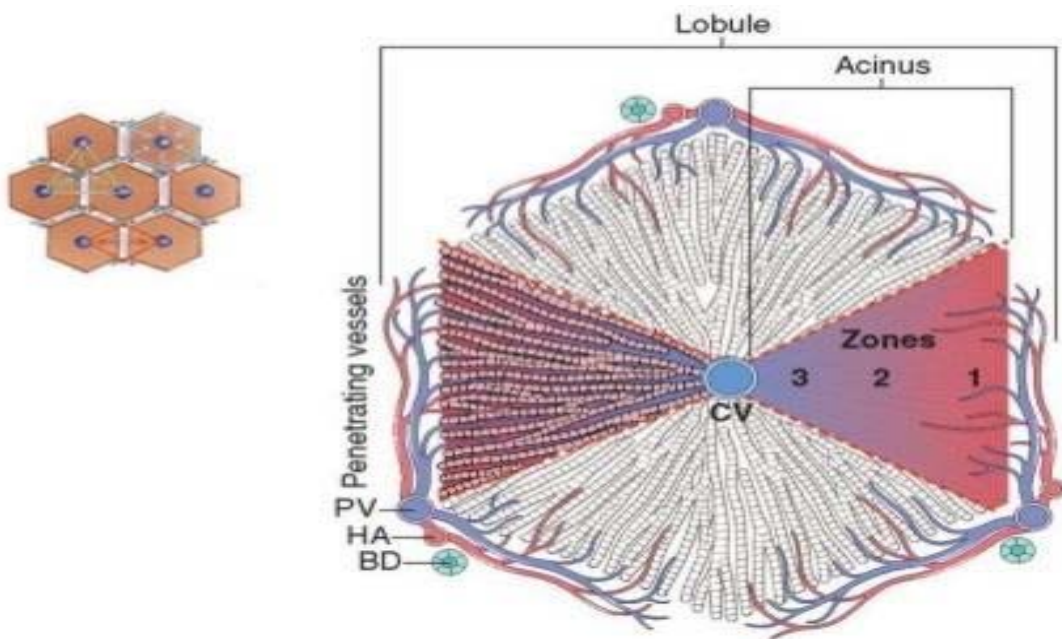 Lobule
Acinus
Penetrating vessels
Zones
3 2 1
CV
PV
HA
BD